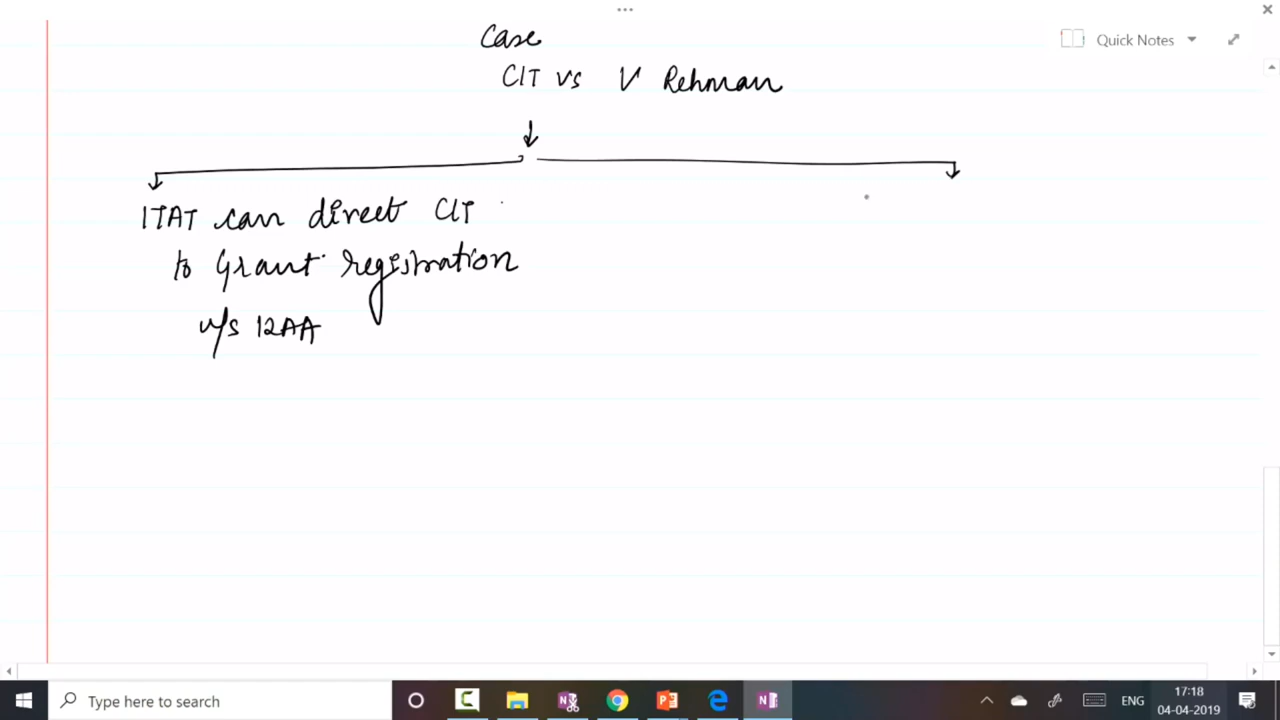 Case
Quick Notes
CIT vs V Rehman
ITAT can direct CIT
to Grant registration
u/s 12AA
Type here to search
ENG
17:18
04-04-2019